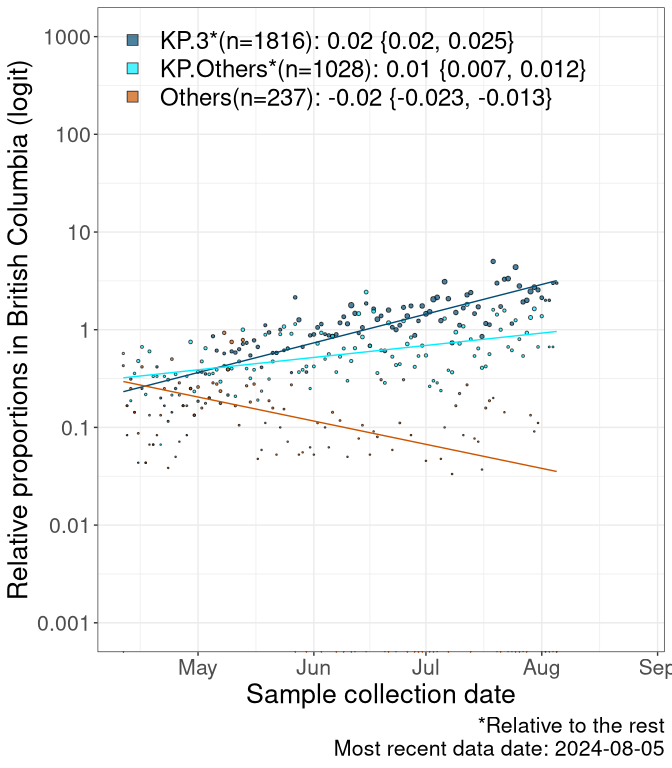 KP.3*(n=1816): 0.02 {0.02, 0.025}
KP.Others*(n=1028): 0.01 {0.007, 0.012}
Others(n=237): -0.02 {-0.023, -0.013}
Relative proportions in British Columbia (logit)
1000
100
10
1
0.1
0.01
0.001
May Jun Jul Aug Sep
Sample collection date
*Relative to the rest
Most recent data date: 2024-08-05